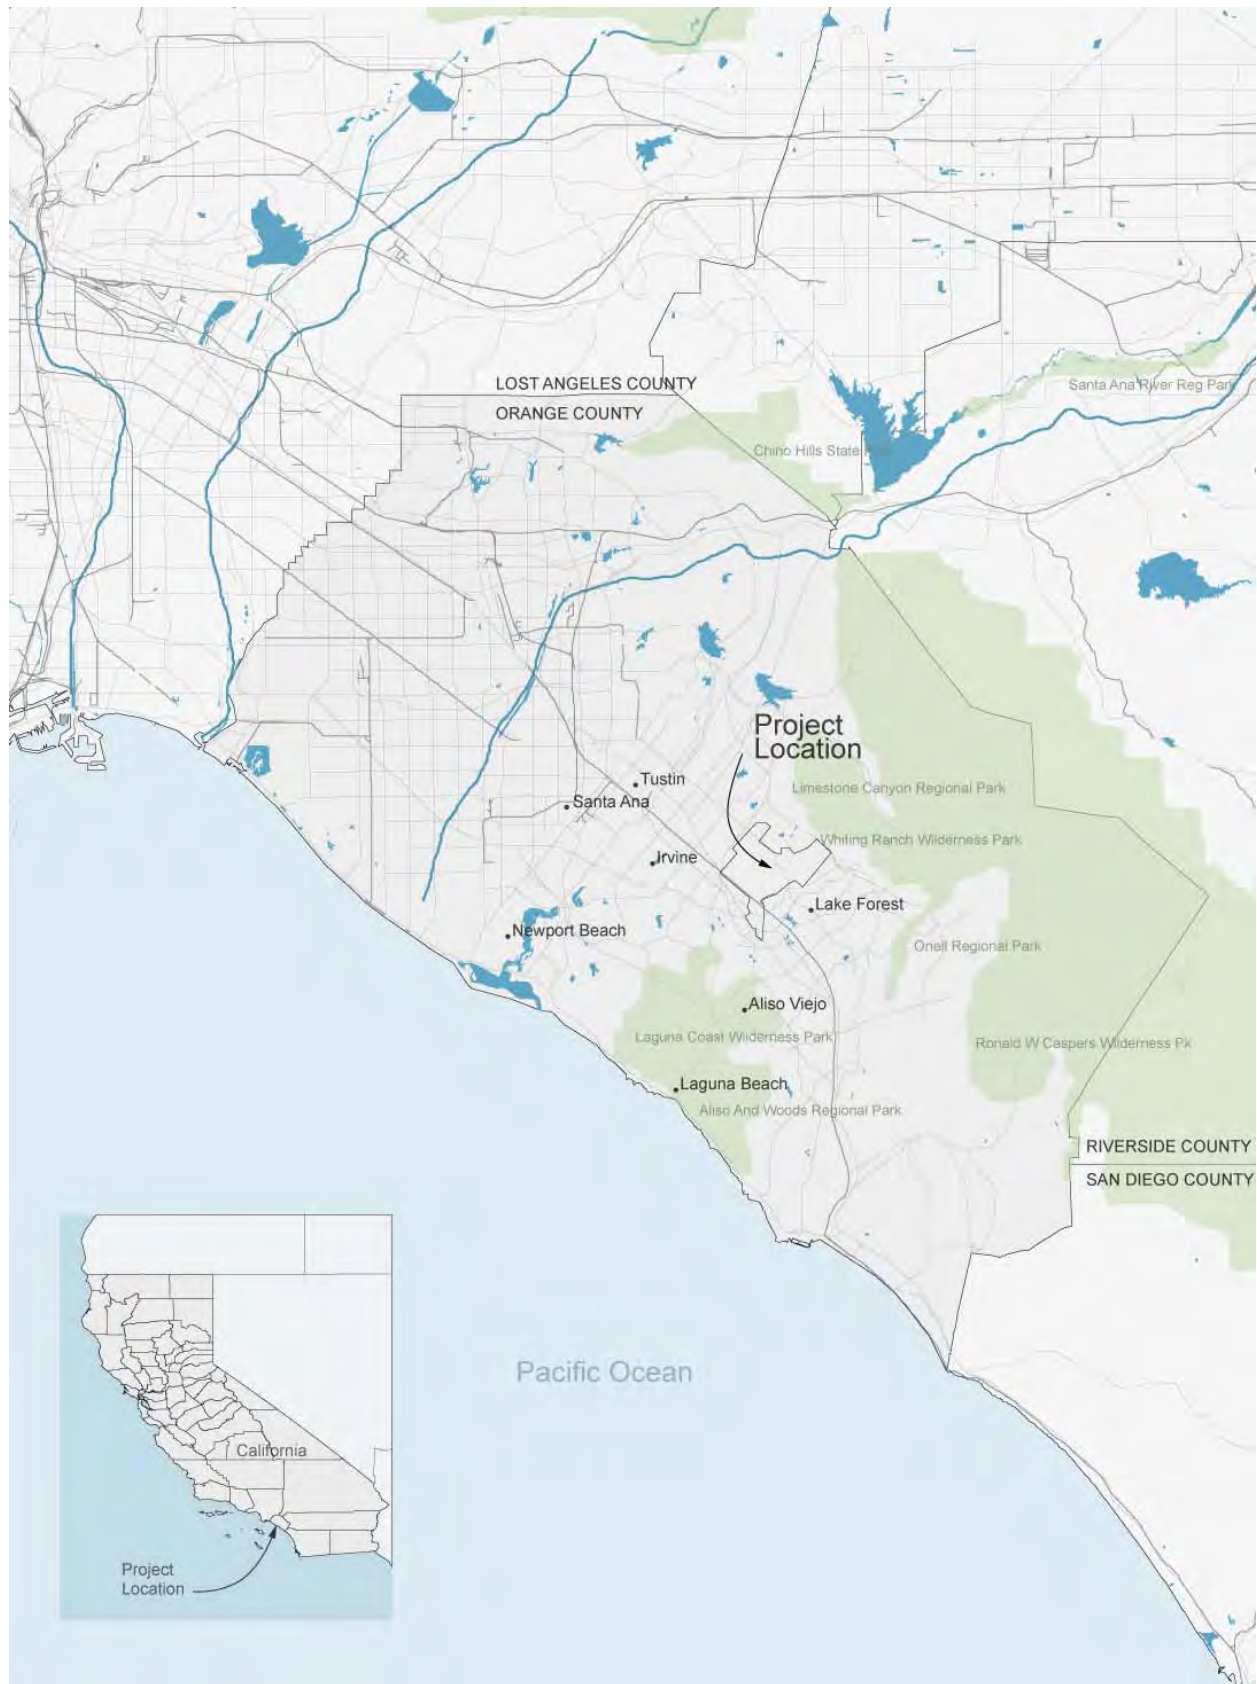 LOST ANGELES COUNTY
ORANGE COUNTY
Santa Ana River Reg Park
Chino Hills State
Project
Location
Tustin
Limestone Canyon Regional Park
Santa Ana
Whiting Ranch Wilderness Park
Irvine
Lake Forest
Newport Beach
Oneil Regional Park
Aliso Viejo
Laguna Coast Wilderness Park
Ronald W Caspers Wilderness Pk
Laguna Beach
Aliso And Woods Regional Park
RIVERSIDE COUNTY
SAN DIEGO COUNTY
Pacific Ocean
California
Project
Location